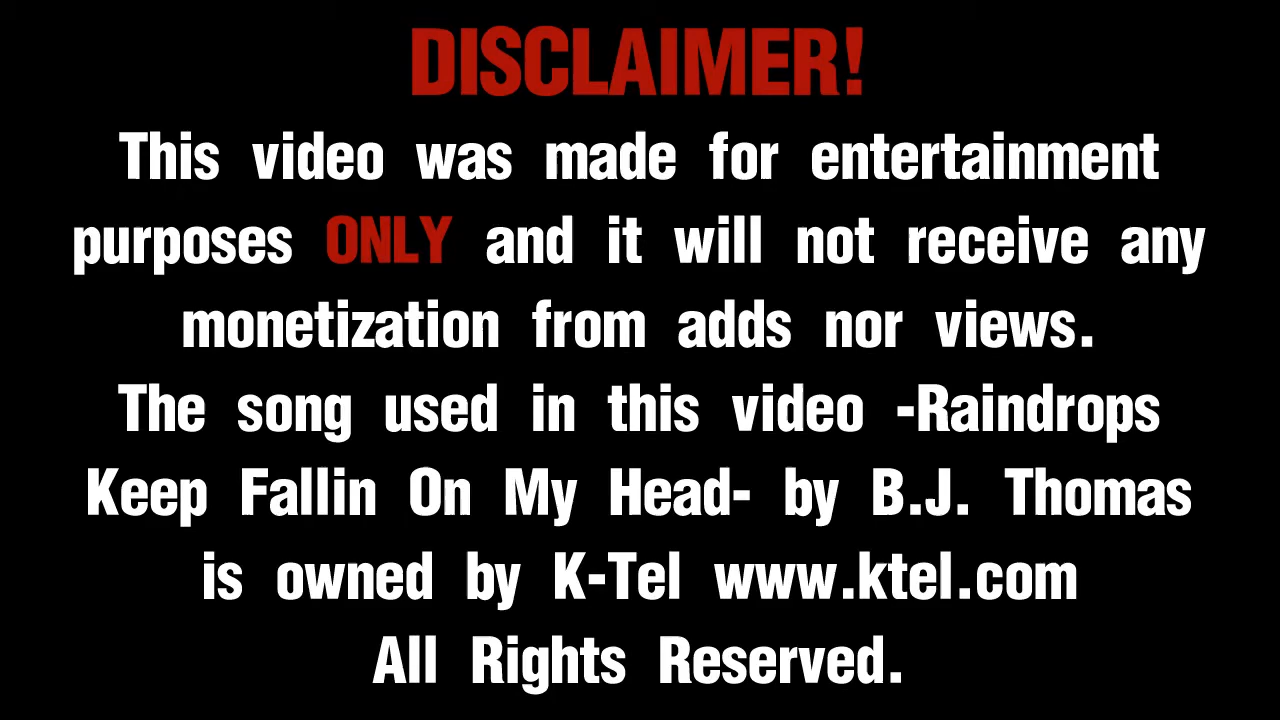 DISCLAIMER!
This video was made for entertainment
purposes ONLY and it will not receive any
monetization from adds nor views.
The song used in this video -Raindrops
Keep Fallin On My Head- by B.J. Thomas
is owned by K-Tel www.ktel.com
All Rights Reserved.